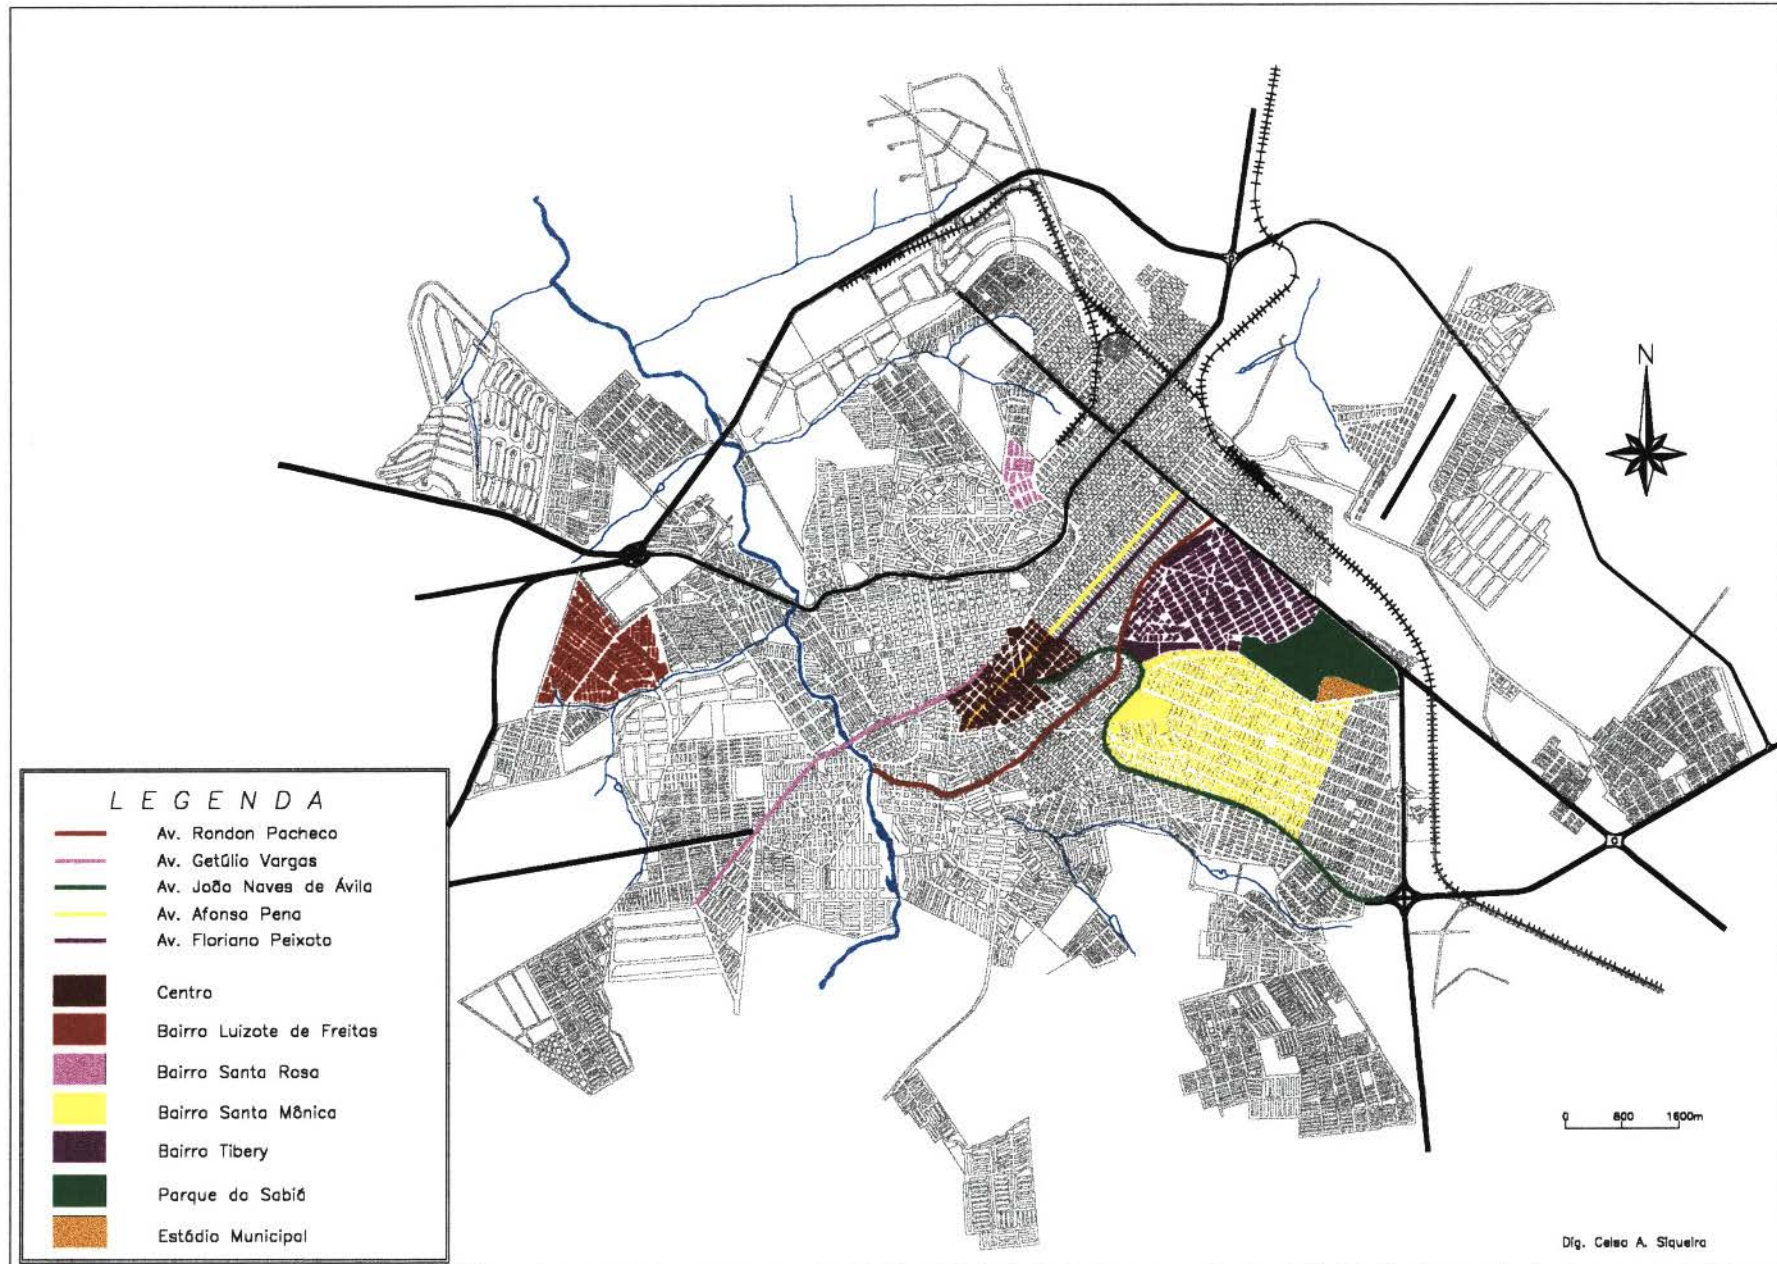 N
LEGENDA
Av. Rondon Pacheco
Av. Getúlio Vargas
Av. João Naves de Ávila
Av. Afonso Pena
Av. Floriano Peixoto
Centro
Bairro Luizote de Freitas
Bairro Santa Rosa
Bairro Santa Mônica
Bairro Tibery
Parque do Sabiá
Estádio Municipal
0 800 1600m
Dig. Celso A. Siqueira